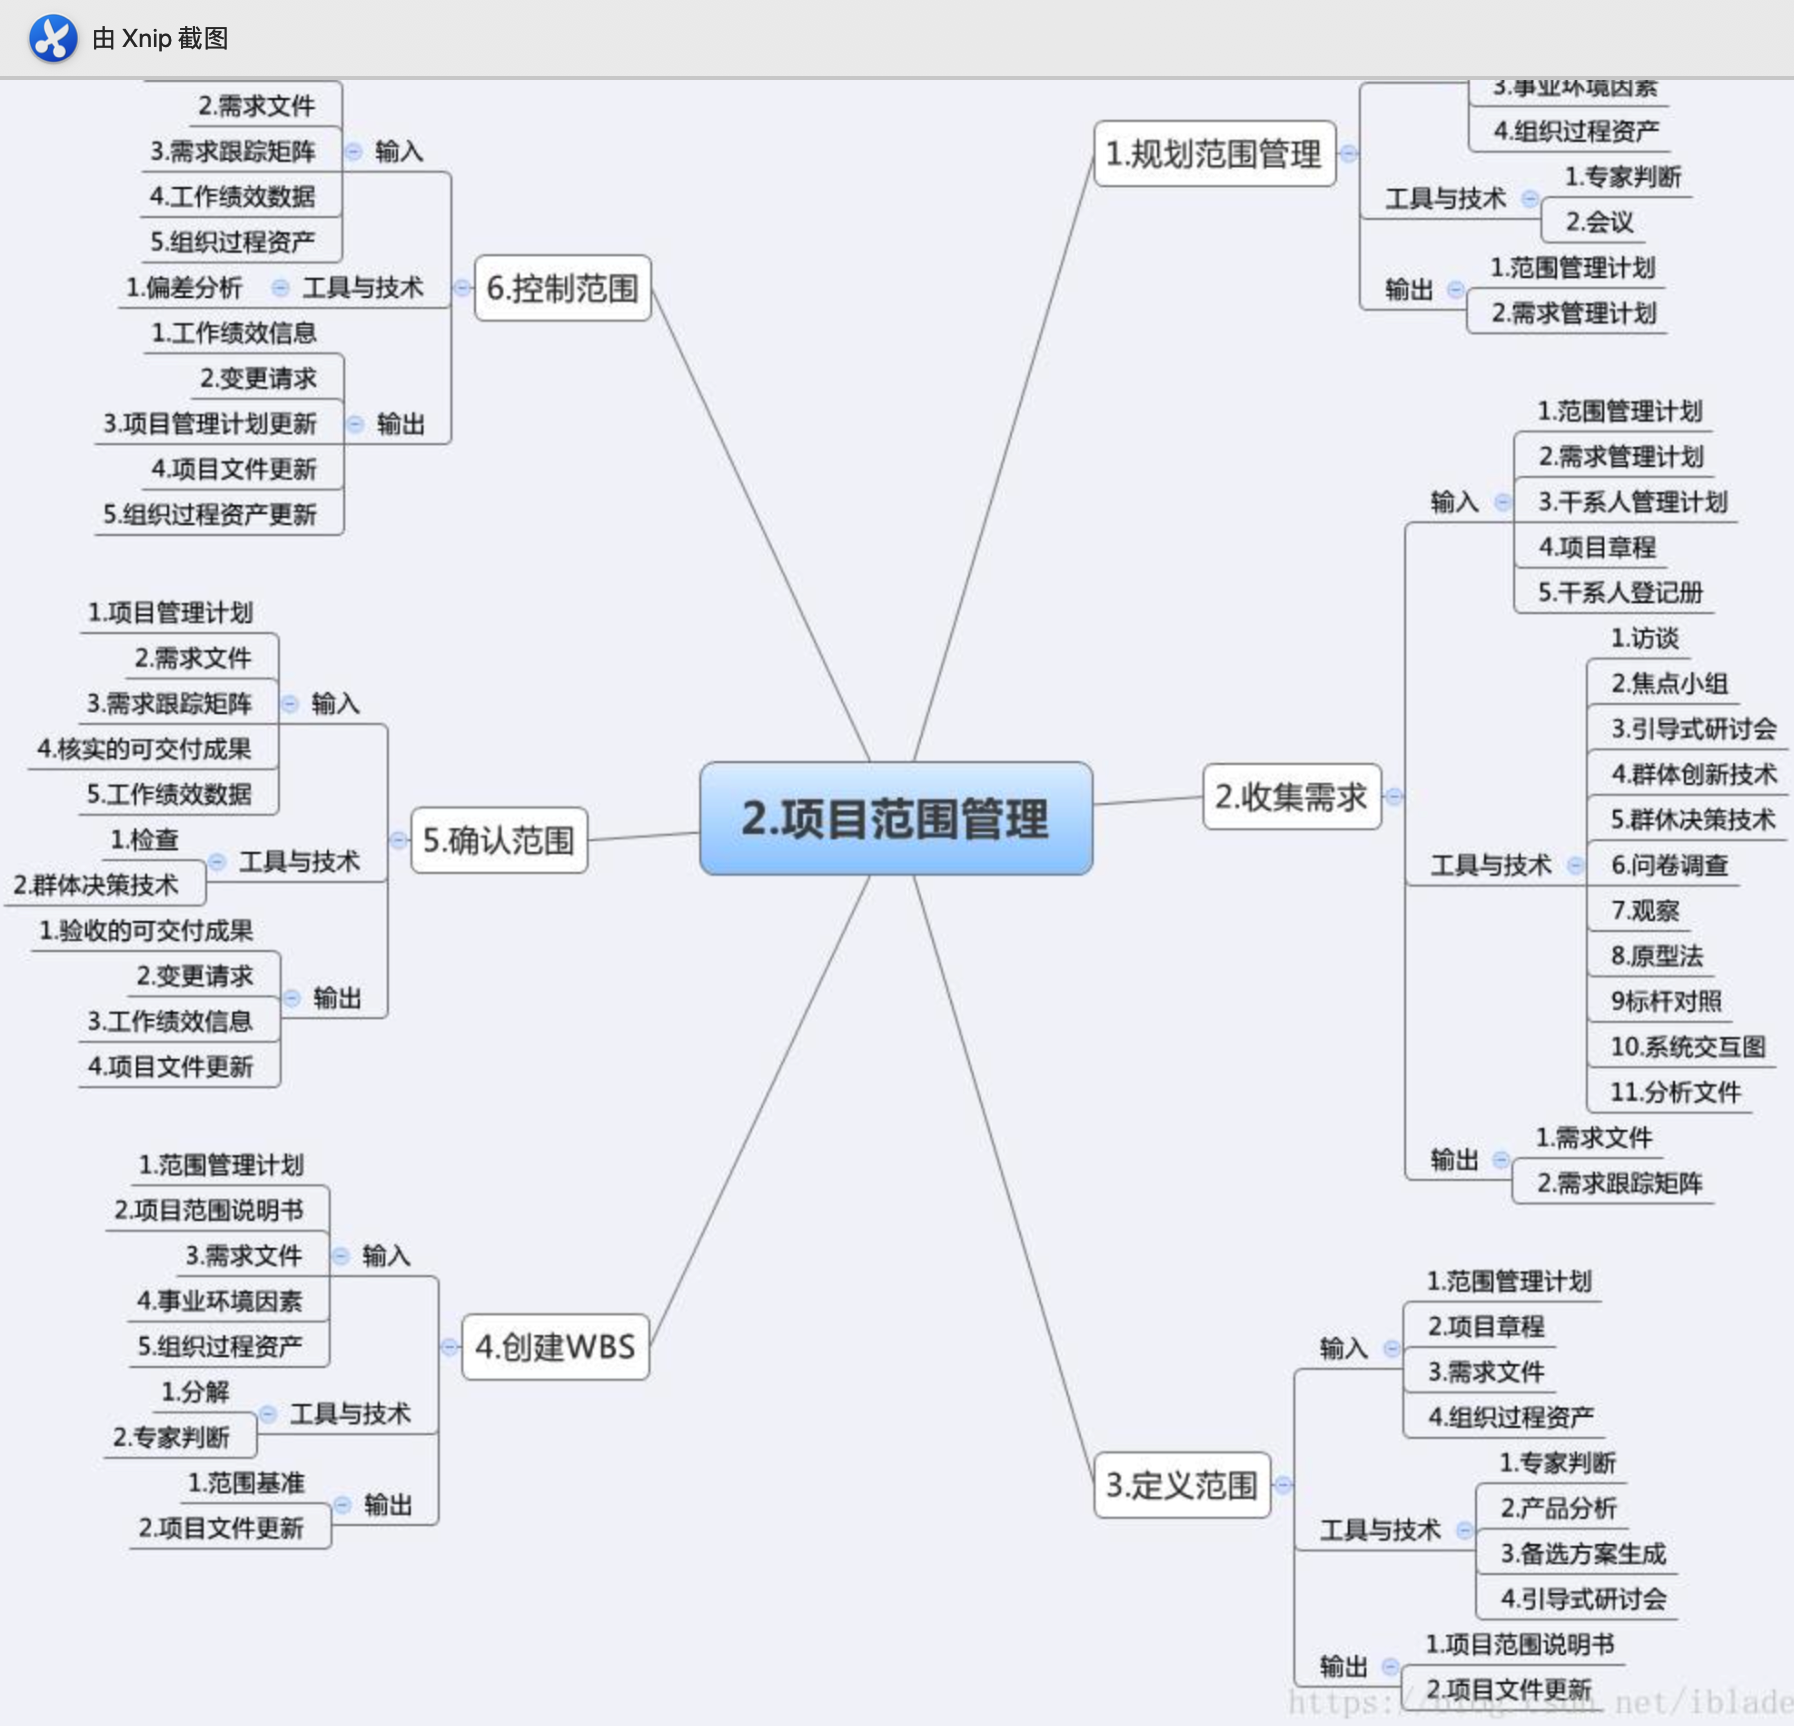 由 Xnip 截图
2.项目范围管理
1.规划范围管理
3.事业环境因素
4.组织过程资产
工具与技术
1.专家判断
2.会议
输出
1.范围管理计划
2.需求管理计划
2.收集需求
输入
1.范围管理计划
2.需求管理计划
3.干系人管理计划
4.项目章程
5.干系人登记册
工具与技术
1.访谈
2.焦点小组
3.引导式研讨会
4.群体创新技术
5.群休决策技术
6.问卷调查
7.观察
8.原型法
9标杆对照
10.系统交互图
11.分析文件
输出
1.需求文件
2.需求跟踪矩阵
3.定义范围
输入
1.范围管理计划
2.项目章程
3.需求文件
4.组织过程资产
工具与技术
1.专家判断
2.产品分析
3.备选方案生成
4.引导式研讨会
输出
1.项目范围说明书
2.项目文件更新
4.创建WBS
输入
1.范围管理计划
2.项目范围说明书
3.需求文件
4.事业环境因素
5.组织过程资产
工具与技术
1.分解
2.专家判断
输出
1.范围基准
2.项目文件更新
5.确认范围
输入
1.项目管理计划
2.需求文件
3.需求跟踪矩阵
4.核实的可交付成果
5.工作绩效数据
工具与技术
1.检查
2.群体决策技术
输出
1.验收的可交付成果
2.变更请求
3.工作绩效信息
4.项目文件更新
6.控制范围
输入
2.需求文件
3.需求跟踪矩阵
4.工作绩效数据
5.组织过程资产
工具与技术
1.偏差分析
输出
1.工作绩效信息
2.变更请求
3.项目管理计划更新
4.项目文件更新
5.组织过程资产更新
https://blog.csdn.net/iblade